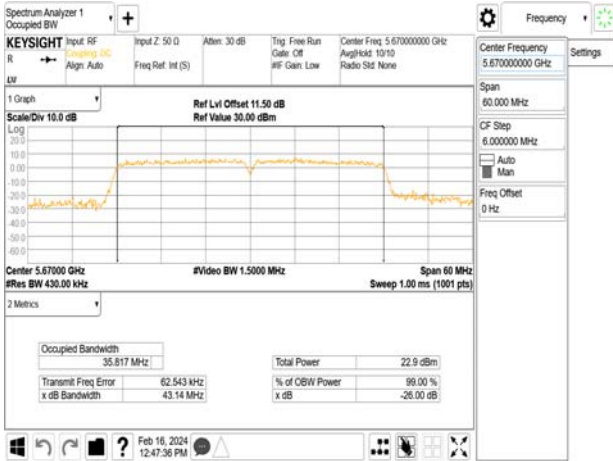 Spectrum Analyzer 1
Occupied BW
+
Frequency
KEYSIGHT
R
Input: RF
Coupling: DC
Align: Auto
Input Z: 50 Ω
Freq Ref: Int (S)
Atten: 30 dB
Trig: Free Run
Gate: Off
#IF Gain: Low
Center Freq: 5.670000000 GHz
Avg|Hold: 10/10
Radio Std: None
LW
1 Graph
Scale/Div 10.0 dB
Ref Lvl Offset 11.50 dB
Ref Value 30.00 dBm
Log
20.0
10.0
0.00
-10.0
-20.0
-30.0
-40.0
-50.0
-60.0
Center 5.67000 GHz
#Res BW 430.00 kHz
#Video BW 1.5000 MHz
Span 60 MHz
Sweep 1.00 ms (1001 pts)
2 Metrics
Occupied Bandwidth
35.817 MHz
Total Power 22.9 dBm
Transmit Freq Error 62.543 kHz
% of OBW Power 99.00 %
x dB Bandwidth 43.14 MHz
x dB -26.00 dB
Center Frequency
5.670000000 GHz
Settings
Span
60.000 MHz
CF Step
6.000000 MHz
Auto
Man
Freq Offset
0 Hz
?
Feb 16, 2024
12:47:36 PM